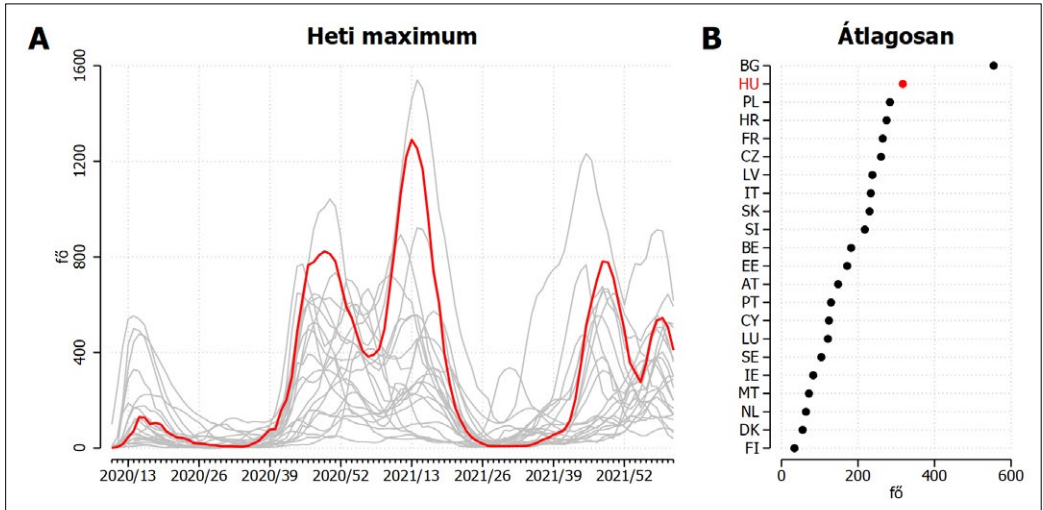 A
Heti maximum
fő
1600
1200
800
400
0
2020/13 2020/26 2020/39 2020/52 2021/13 2021/26 2021/39 2021/52
B
Átlagosan
BG
HU
PL
HR
FR
CZ
LV
IT
SK
SI
BE
EE
AT
PT
CY
LU
SE
IE
MT
NL
DK
FI
0 200 400 600
fő